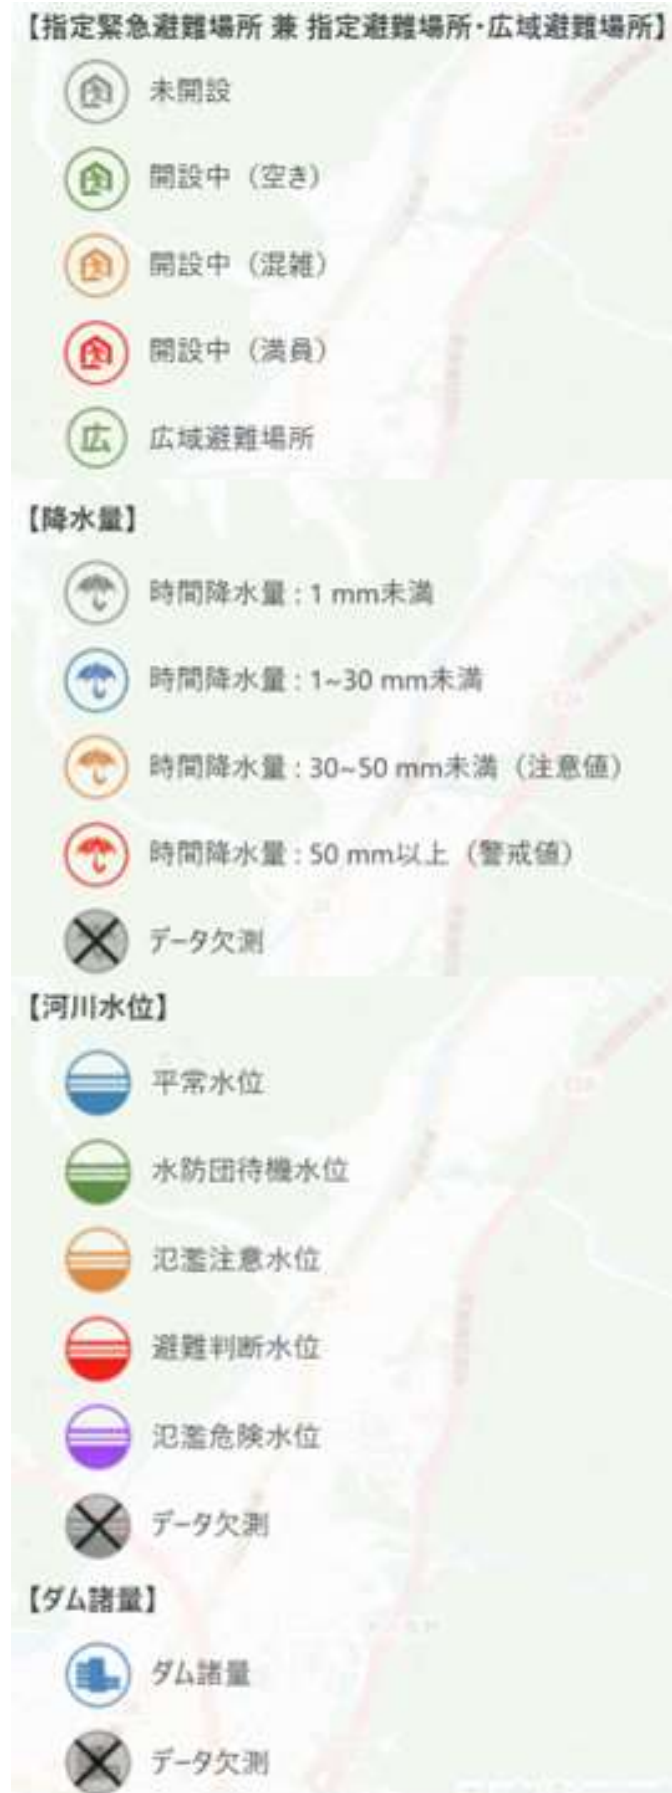 【指定緊急避難場所 兼 指定避難場所・広域避難場所】
未開設
開設中（空き）
開設中（混雑）
開設中（満員）
広 広域避難場所
【降水量】
時間降水量 : 1 mm未満
時間降水量 : 1~30 mm未満
時間降水量 : 30~50 mm未満（注意値）
時間降水量 : 50 mm以上（警戒値）
データ欠測
【河川水位】
平常水位
水防団待機水位
氾濫注意水位
避難判断水位
氾濫危険水位
データ欠測
【ダム諸量】
ダム諸量
データ欠測